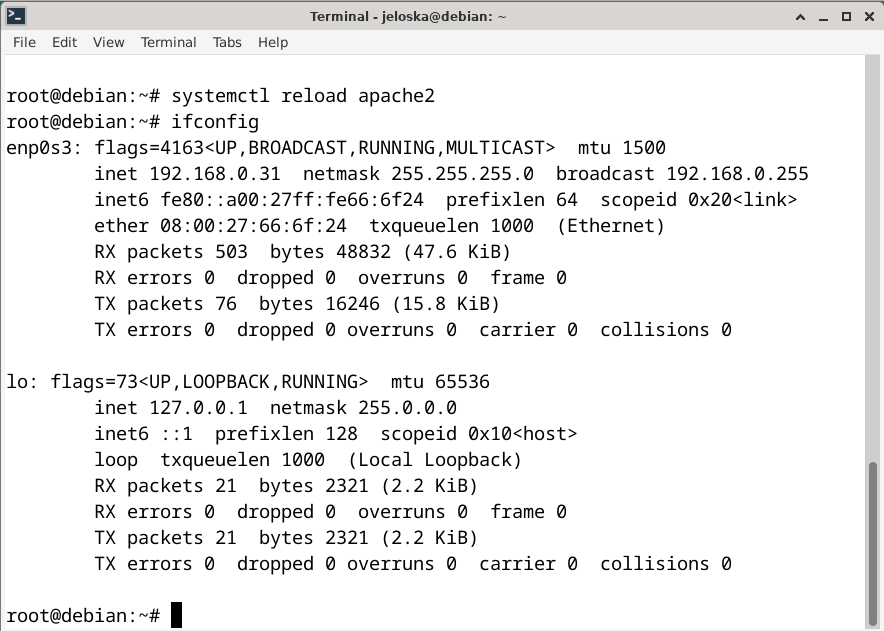 Terminal - jeloska@debian: ~
File Edit View Terminal Tabs Help
root@debian:~# systemctl reload apache2
root@debian:~# ifconfig
enp0s3: flags=4163<UP,BROADCAST,RUNNING,MULTICAST>  mtu 1500
        inet 192.168.0.31  netmask 255.255.255.0  broadcast 192.168.0.255
        inet6 fe80::a00:27ff:fe66:6f24  prefixlen 64  scopeid 0x20<link>
        ether 08:00:27:66:6f:24  txqueuelen 1000  (Ethernet)
        RX packets 503  bytes 48832 (47.6 KiB)
        RX errors 0  dropped 0  overruns 0  frame 0
        TX packets 76  bytes 16246 (15.8 KiB)
        TX errors 0  dropped 0 overruns 0  carrier 0  collisions 0
lo: flags=73<UP,LOOPBACK,RUNNING>  mtu 65536
        inet 127.0.0.1  netmask 255.0.0.0
        inet6 ::1  prefixlen 128  scopeid 0x10<host>
        loop  txqueuelen 1000  (Local Loopback)
        RX packets 21  bytes 2321 (2.2 KiB)
        RX errors 0  dropped 0  overruns 0  frame 0
        TX packets 21  bytes 2321 (2.2 KiB)
        TX errors 0  dropped 0 overruns 0  carrier 0  collisions 0
root@debian:~#